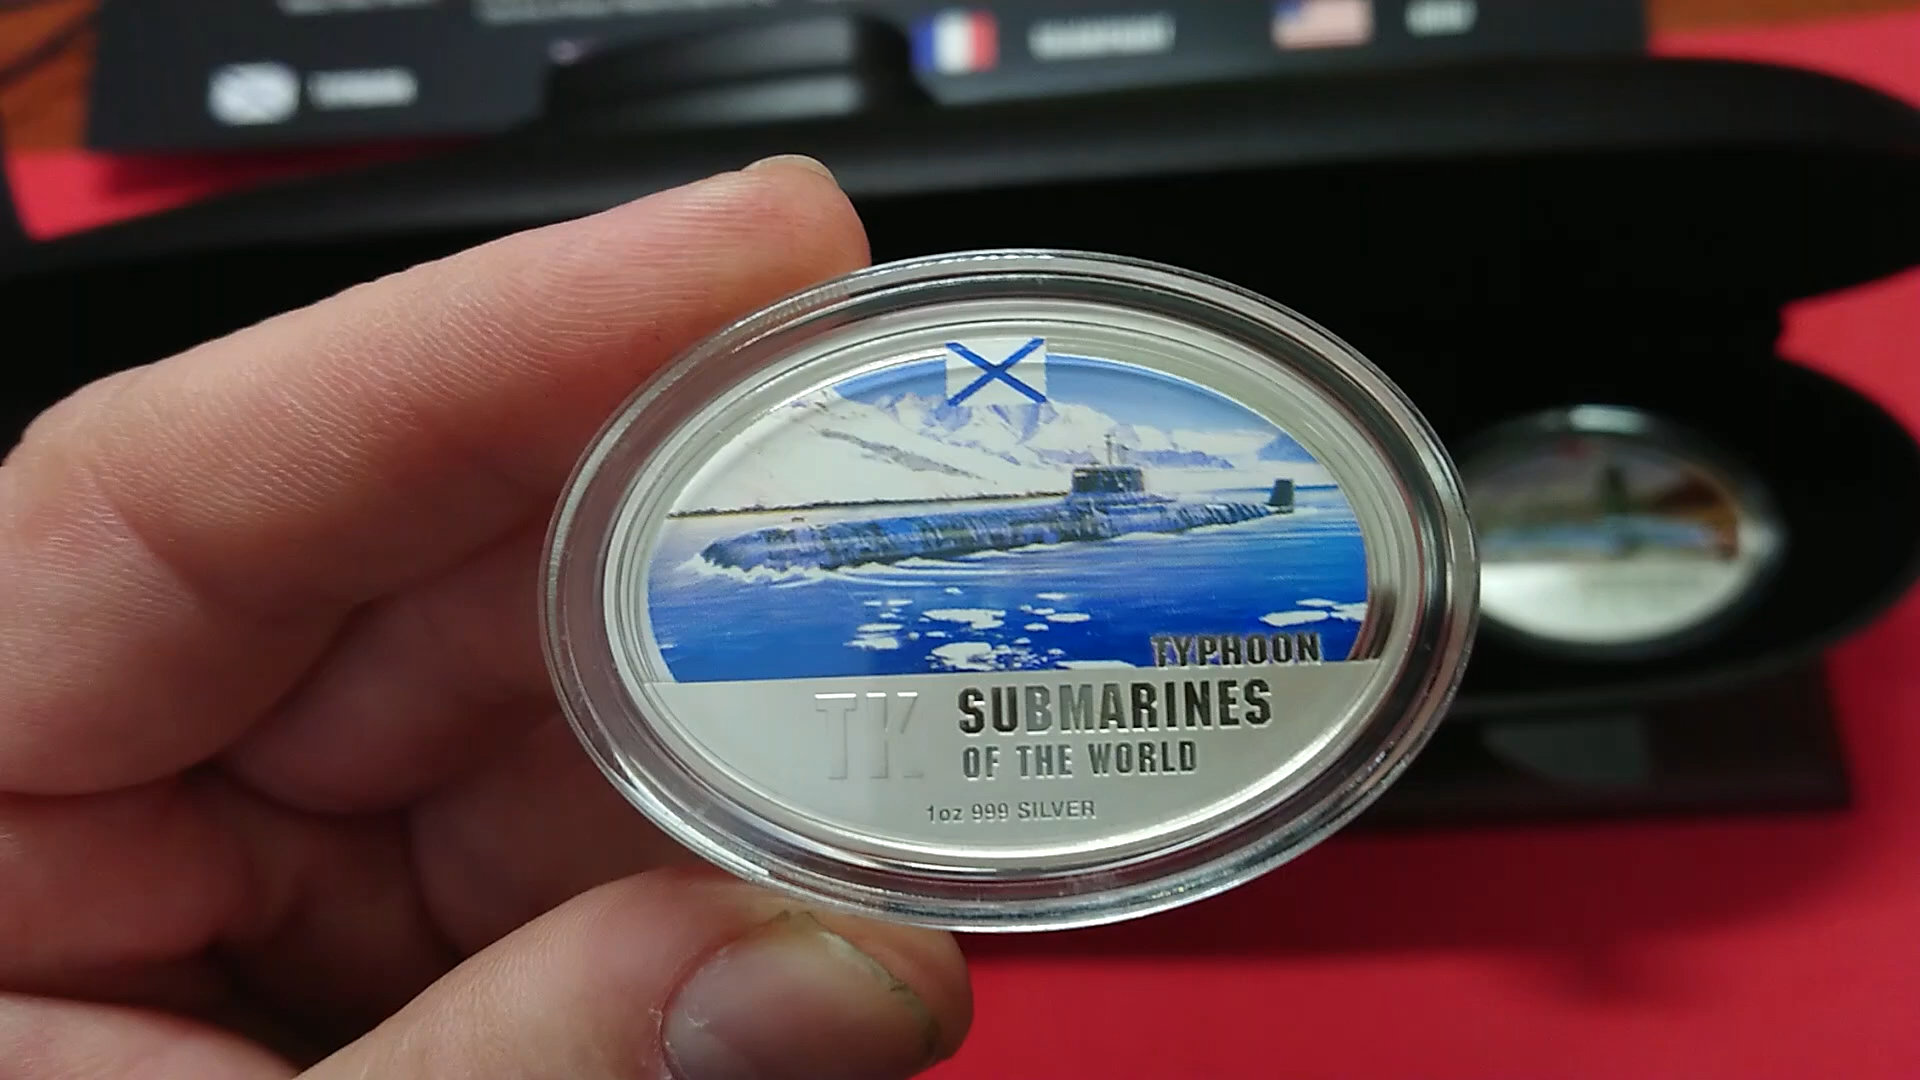 TYPHOON
TK SUBMARINES
OF THE WORLD
1oz 999 SILVER